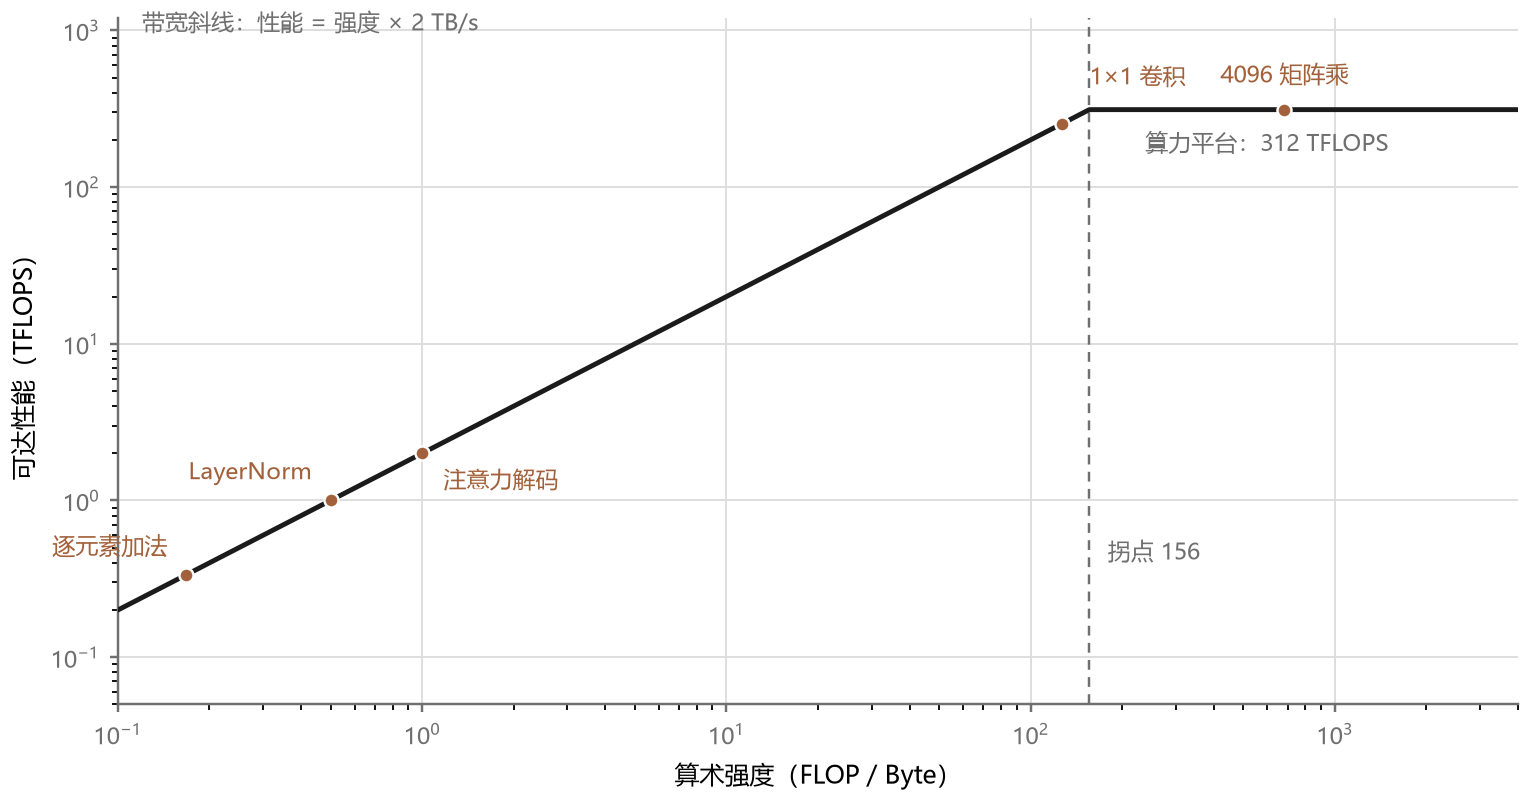 带宽斜线：性能 = 强度 × 2 TB/s
10³
1×1 卷积
4096 矩阵乘
算力平台：312 TFLOPS
10²
可达性能（TFLOPS）
10¹
LayerNorm
注意力解码
10⁰
逐元素加法
拐点 156
10⁻¹
10⁻¹ 10⁰ 10¹ 10² 10³
算术强度（FLOP / Byte）